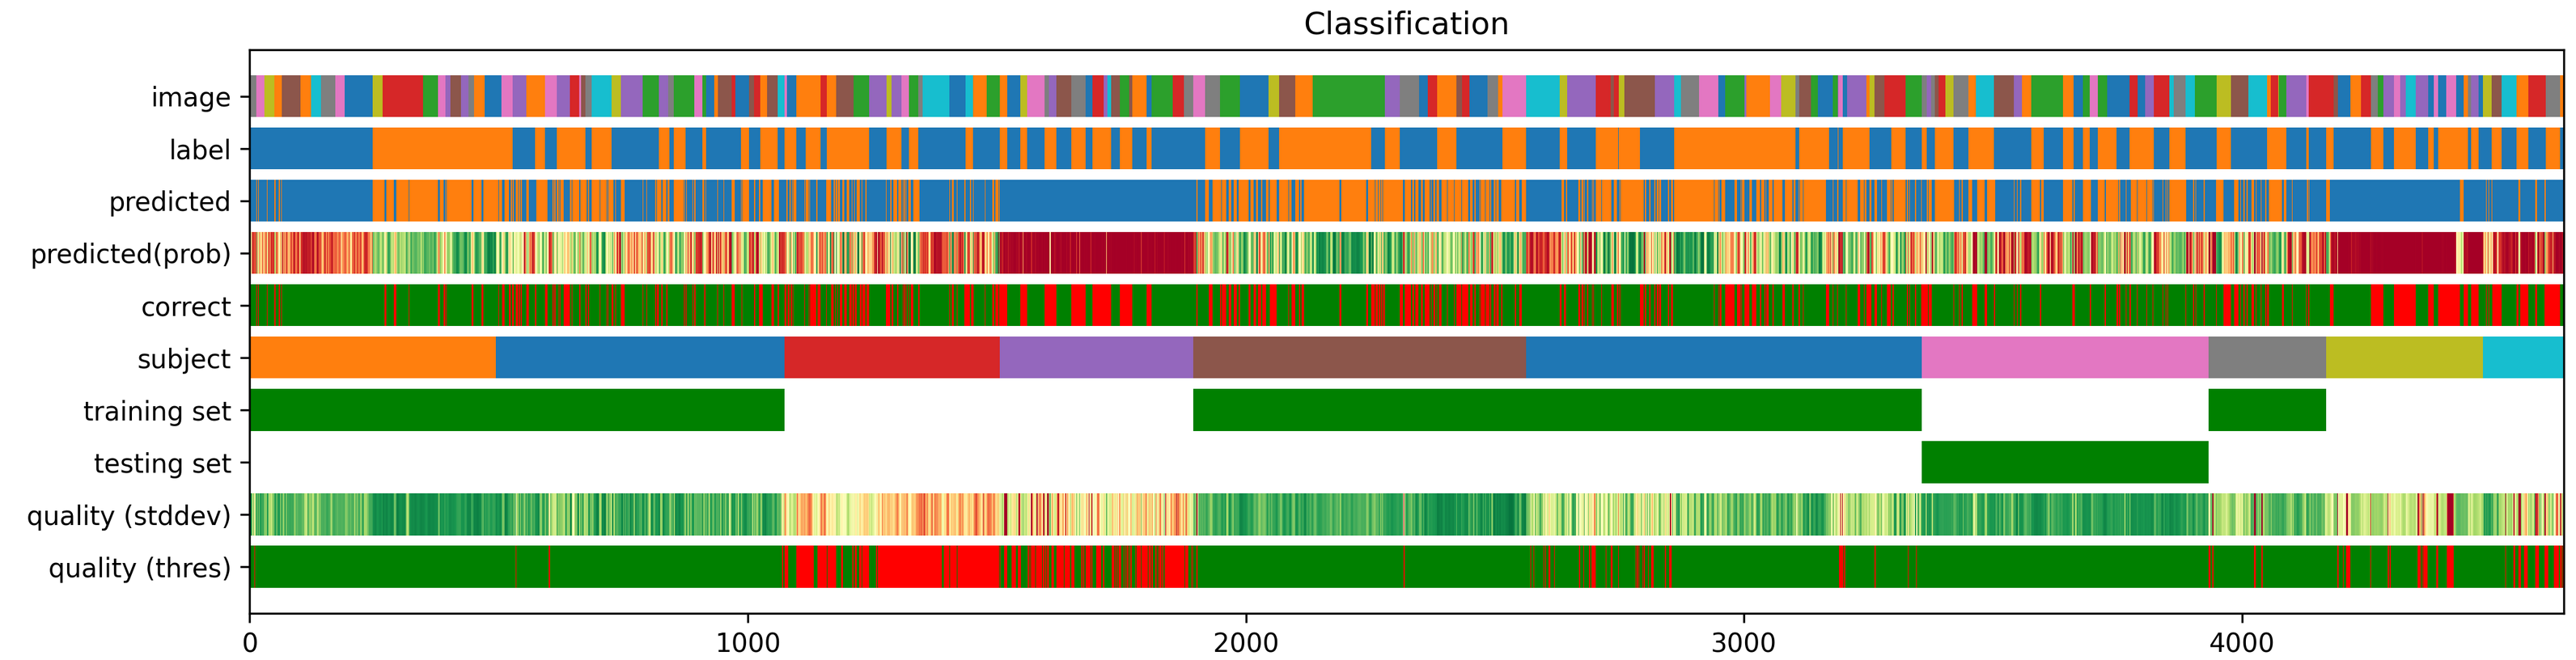 Classification
image
label
predicted
predicted(prob)
correct
subject
training set
testing set
quality (stddev)
quality (thres)
0 1000 2000 3000 4000